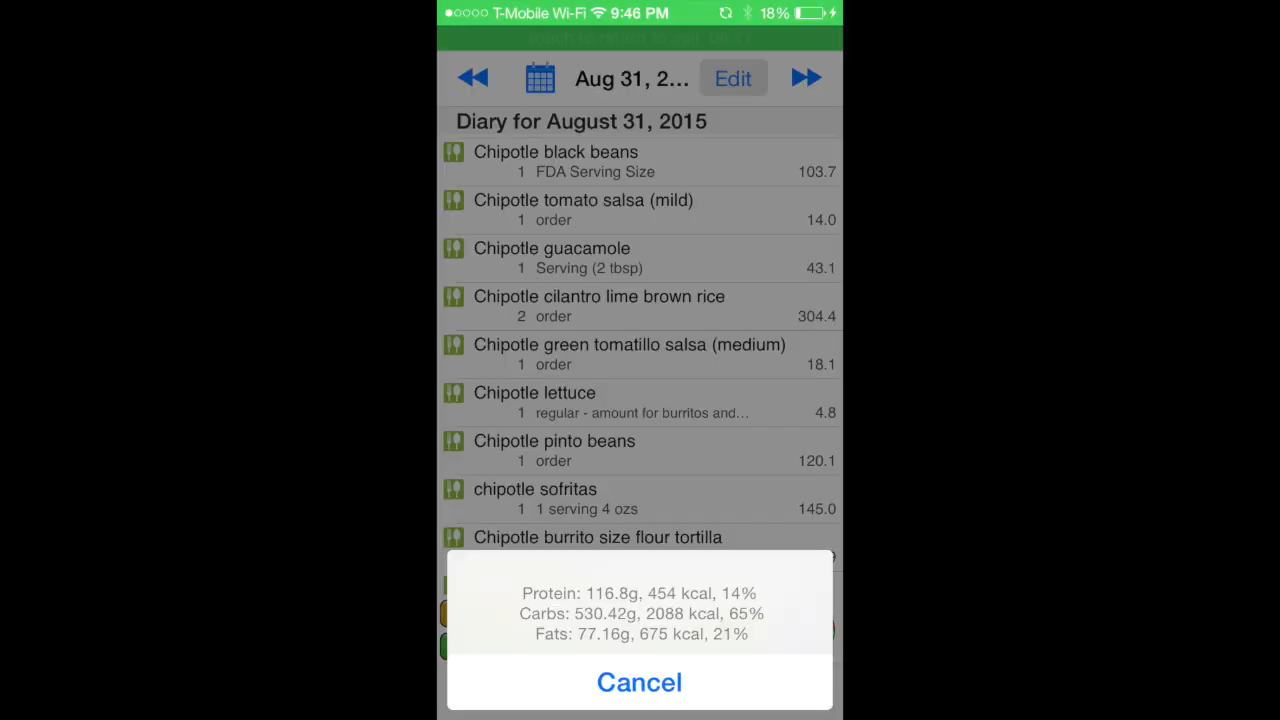 T-Mobile Wi-Fi 9:46 PM 18%
Aug 31, 2... Edit
Diary for August 31, 2015
Chipotle black beans
1 FDA Serving Size 103.7
Chipotle tomato salsa (mild)
1 order 14.0
Chipotle guacamole
1 Serving (2 tbsp) 43.1
Chipotle cilantro lime brown rice
2 order 304.4
Chipotle green tomatillo salsa (medium)
1 order 18.1
Chipotle lettuce
1 regular - amount for burritos and... 4.8
Chipotle pinto beans
1 order 120.1
chipotle sofritas
1 1 serving 4 ozs 145.0
Chipotle burrito size flour tortilla
Protein: 116.8g, 454 kcal, 14%
Carbs: 530.42g, 2088 kcal, 65%
Fats: 77.16g, 675 kcal, 21%
Cancel